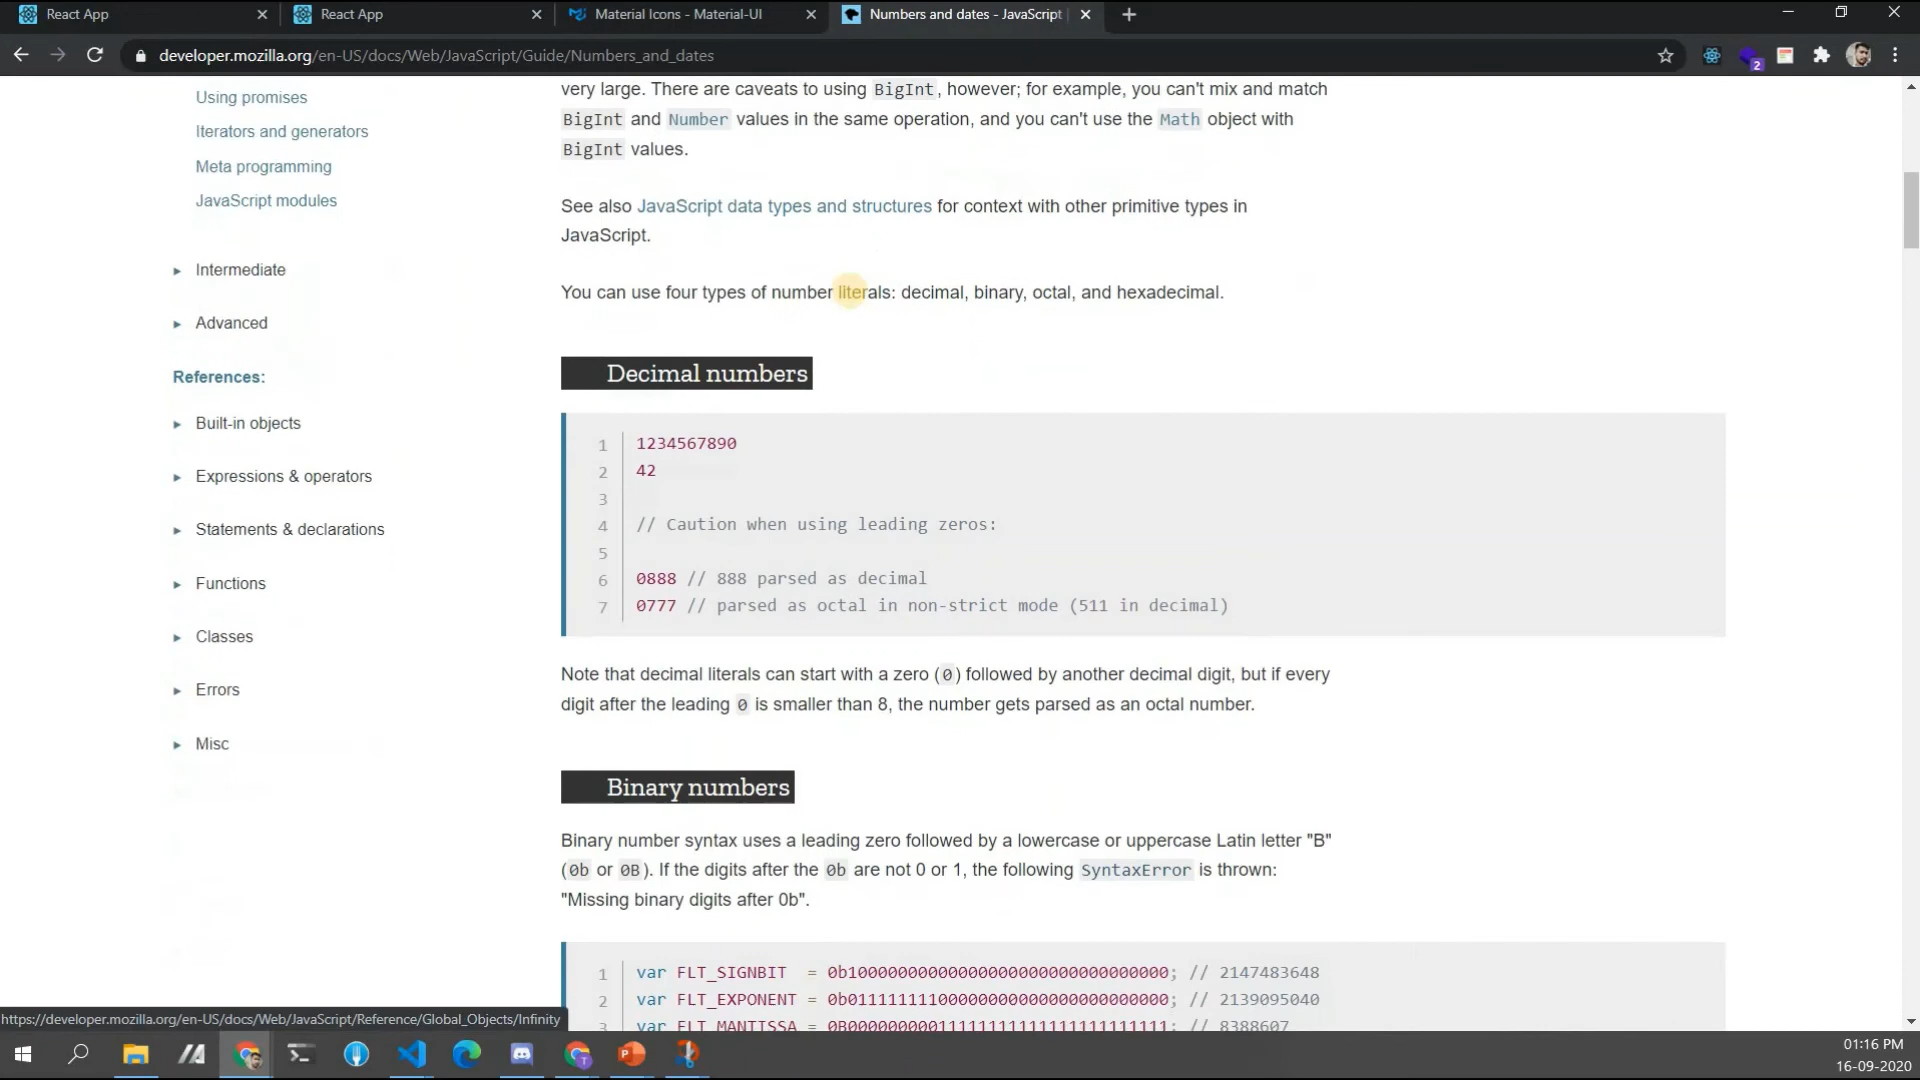 React App
React App
Material Icons - Material-UI
Numbers and dates - JavaScript
developer.mozilla.org/en-US/docs/Web/JavaScript/Guide/Numbers_and_dates
2
Using promises
Iterators and generators
Meta programming
JavaScript modules
Intermediate
Advanced
References:
Built-in objects
Expressions & operators
Statements & declarations
Functions
Classes
Errors
Misc
very large. There are caveats to using BigInt, however; for example, you can't mix and match
BigInt and Number values in the same operation, and you can't use the Math object with
BigInt values.
See also JavaScript data types and structures for context with other primitive types in
JavaScript.
You can use four types of number literals: decimal, binary, octal, and hexadecimal.
Decimal numbers
1 1234567890
2 42
3
4 // Caution when using leading zeros:
5
6 0888 // 888 parsed as decimal
7 0777 // parsed as octal in non-strict mode (511 in decimal)
Note that decimal literals can start with a zero (0) followed by another decimal digit, but if every
digit after the leading 0 is smaller than 8, the number gets parsed as an octal number.
Binary numbers
Binary number syntax uses a leading zero followed by a lowercase or uppercase Latin letter "B"
(0b or 0B). If the digits after the 0b are not 0 or 1, the following SyntaxError is thrown:
"Missing binary digits after 0b".
1 var FLT_SIGNBIT  = 0b10000000000000000000000000000000; // 2147483648
2 var FLT_EXPONENT = 0b01111111100000000000000000000000; // 2139095040
3 var FLT_MANTISSA = 0B00000000011111111111111111111111; // 8388607
https://developer.mozilla.org/en-US/docs/Web/JavaScript/Reference/Global_Objects/Infinity
01:16 PM
16-09-2020